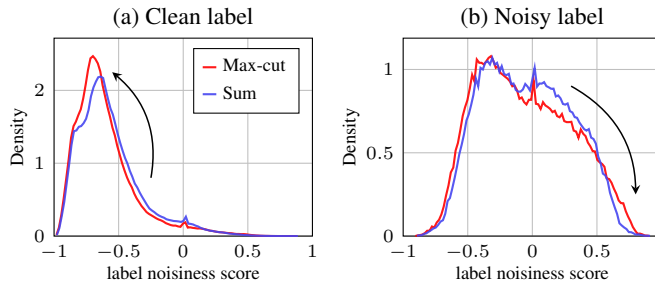 (a) Clean label
Density
2
1
0
Max-cut
Sum
−1
−0.5
0
0.5
1
label noisiness score
(b) Noisy label
Density
1
0.5
0
−1
−0.5
0
0.5
label noisiness score